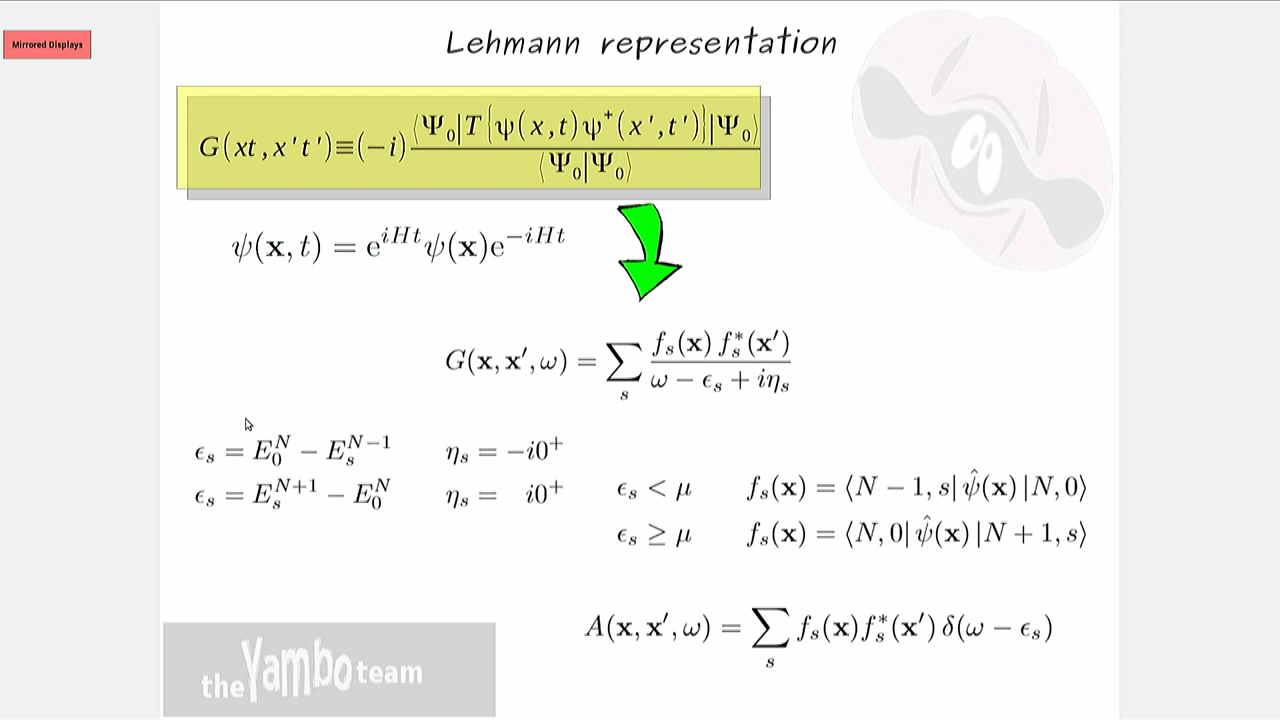 Mirrored Displays
Lehmann representation
G(xt,x't')≡(−i) ⟨Ψ₀|T{ψ(x,t)ψ⁺(x',t')}|Ψ₀⟩ / ⟨Ψ₀|Ψ₀⟩
ψ(x,t) = e^{iHt}ψ(x)e^{−iHt}
G(x,x′,ω) = ∑_s f_s(x) f_s^*(x′) / ω − ϵ_s + iη_s
ϵ_s = E_0^N − E_s^{N−1} η_s = −i0⁺
ϵ_s = E_s^{N+1} − E_0^N η_s = i0⁺
ϵ_s < μ f_s(x) = ⟨N − 1, s| ψ̂(x) |N, 0⟩
ϵ_s ≥ μ f_s(x) = ⟨N, 0| ψ̂(x) |N + 1, s⟩
A(x,x′,ω) = ∑_s f_s(x)f_s^*(x′) δ(ω − ϵ_s)
the Yambo team